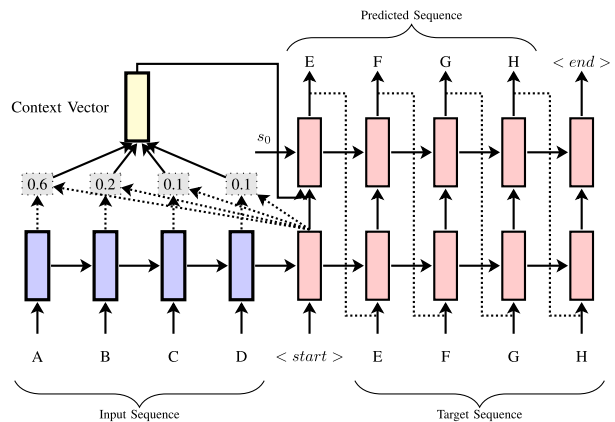 Predicted Sequence
E F G H < end >
Context Vector
s₀
0.6 0.2 0.1 0.1
A B C D < start > E F G H
Input Sequence Target Sequence